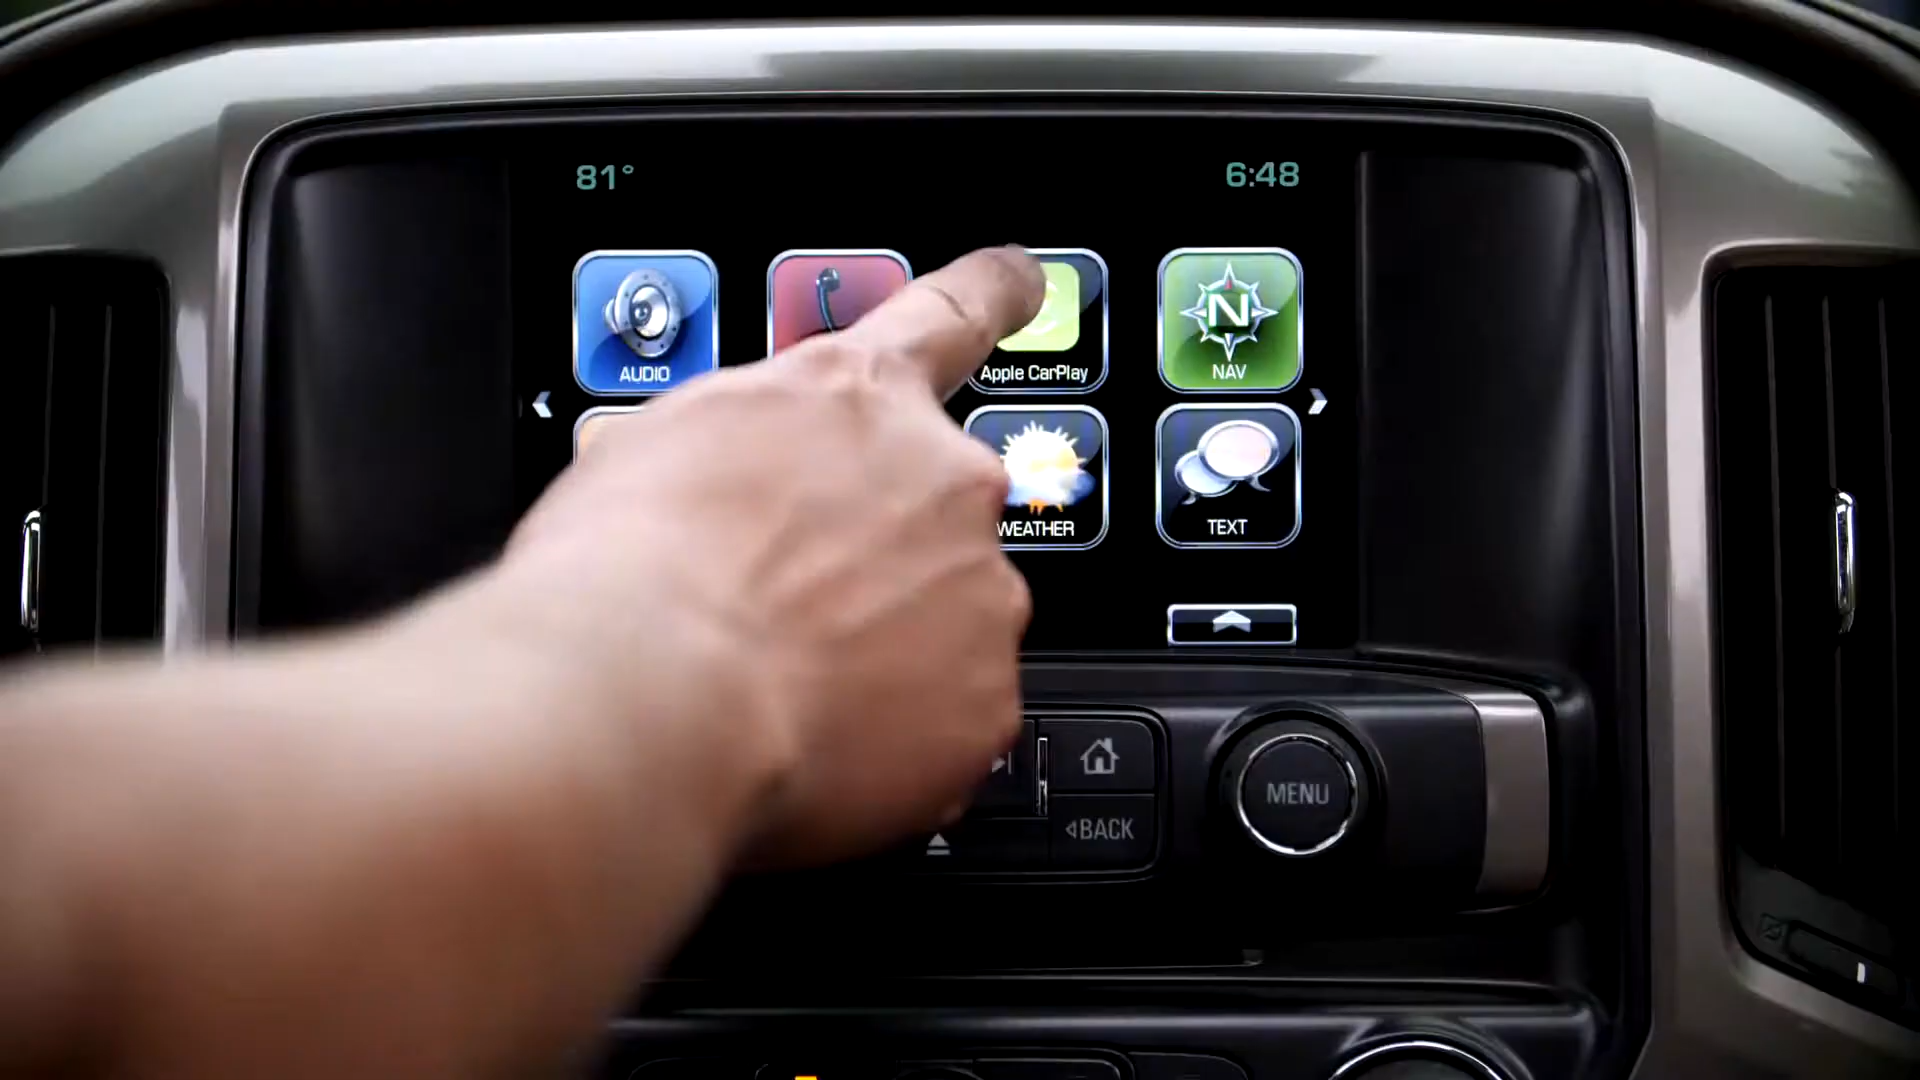 81°
6:48
AUDIO
Apple CarPlay
NAV
N
WEATHER
TEXT
MENU
BACK